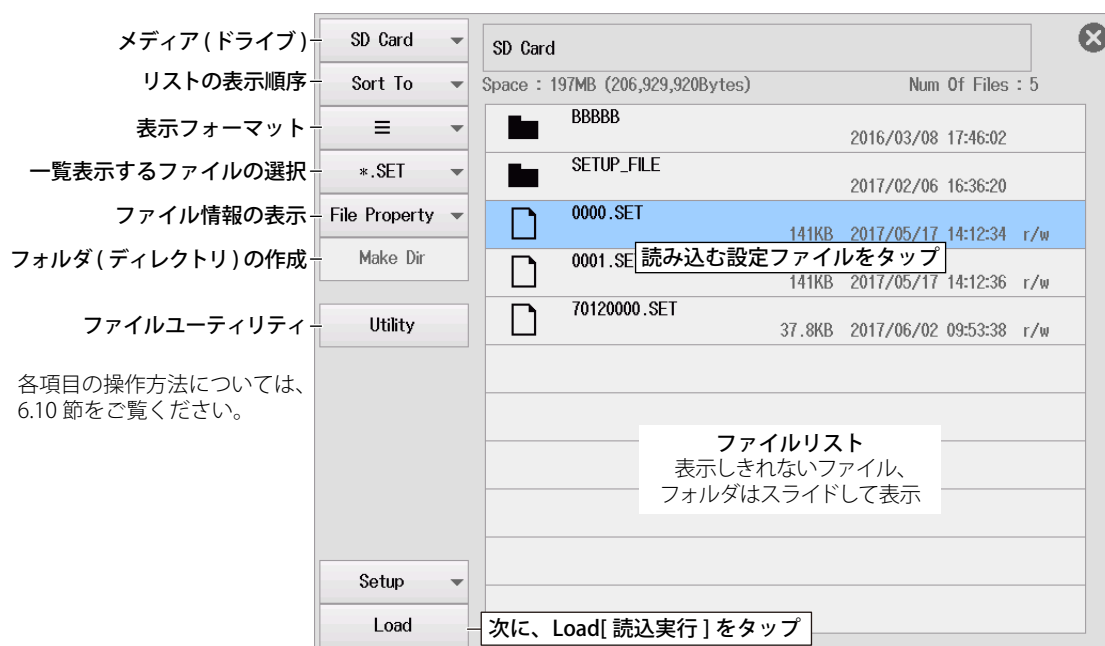 メディア ( ドライブ )
リストの表示順序
表示フォーマット
一覧表示するファイルの選択
ファイル情報の表示
フォルダ ( ディレクトリ ) の作成
ファイルユーティリティ
各項目の操作方法については、
6.10 節をご覧ください。
SD Card
Sort To
*.SET
File Property
Make Dir
Utility
Setup
Load
SD Card
Space : 197MB (206,929,920Bytes) Num Of Files : 5
BBBBB
2016/03/08 17:46:02
SETUP_FILE
2017/02/06 16:36:20
0000.SET
141KB 2017/05/17 14:12:34 r/w
読み込む設定ファイルをタップ
0001.SE
141KB 2017/05/17 14:12:36 r/w
70120000.SET
37.8KB 2017/06/02 09:53:38 r/w
ファイルリスト
表示しきれないファイル、
フォルダはスライドして表示
次に、Load[ 読込実行 ] をタップ